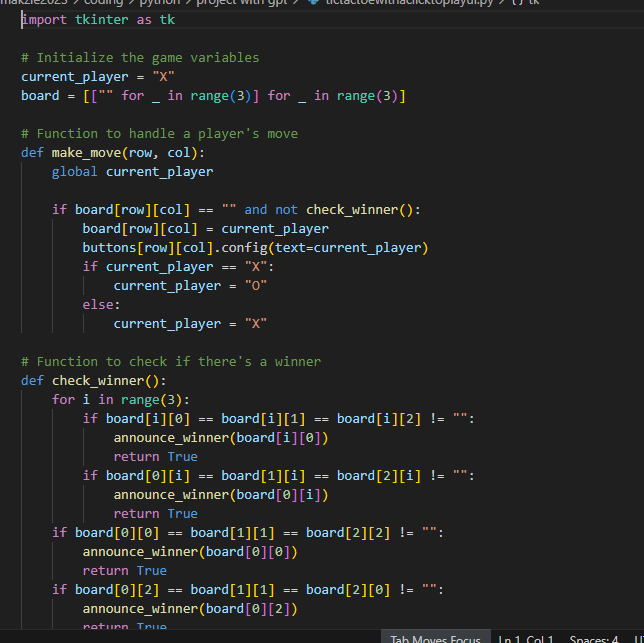 makzie2023 > coding > python > project with gpt > tictactoewithaclicktoplayui.py > {} tk
import tkinter as tk
# Initialize the game variables
current_player = "X"
board = [["" for _ in range(3)] for _ in range(3)]
# Function to handle a player's move
def make_move(row, col):
    global current_player
    if board[row][col] == "" and not check_winner():
        board[row][col] = current_player
        buttons[row][col].config(text=current_player)
        if current_player == "X":
            current_player = "O"
        else:
            current_player = "X"
# Function to check if there's a winner
def check_winner():
    for i in range(3):
        if board[i][0] == board[i][1] == board[i][2] != "":
            announce_winner(board[i][0])
            return True
        if board[0][i] == board[1][i] == board[2][i] != "":
            announce_winner(board[0][i])
            return True
    if board[0][0] == board[1][1] == board[2][2] != "":
        announce_winner(board[0][0])
        return True
    if board[0][2] == board[1][1] == board[2][0] != "":
        announce_winner(board[0][2])
        return True
Tab Moves Focus Ln 1, Col 1 Spaces: 4